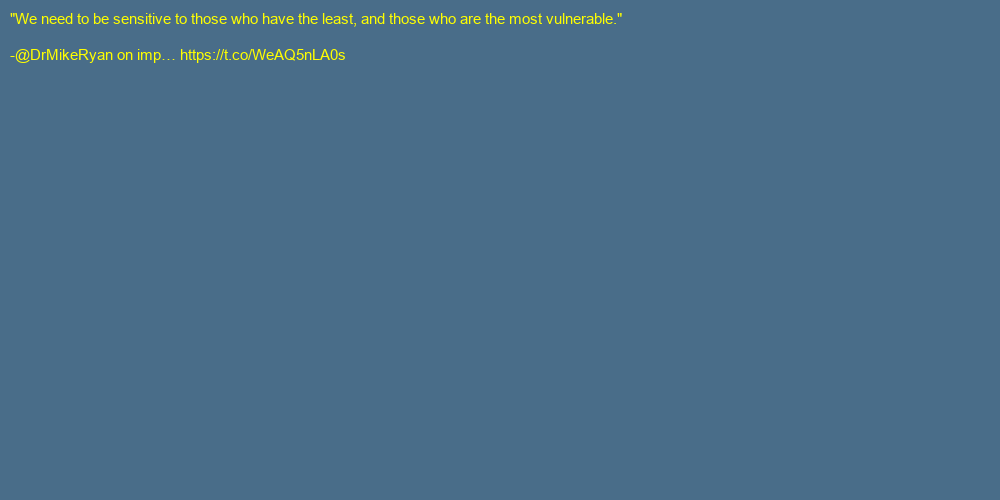 "We need to be sensitive to those who have the least, and those who are the most vulnerable."
-@DrMikeRyan on imp… https://t.co/WeAQ5nLA0s